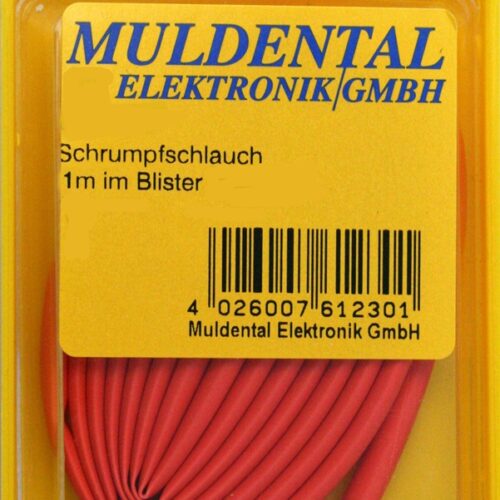 MULDENTAL
ELEKTRONIK/GMBH
Schrumpfschlauch
1m im Blister
4 026007 612301
Muldental Elektronik GmbH